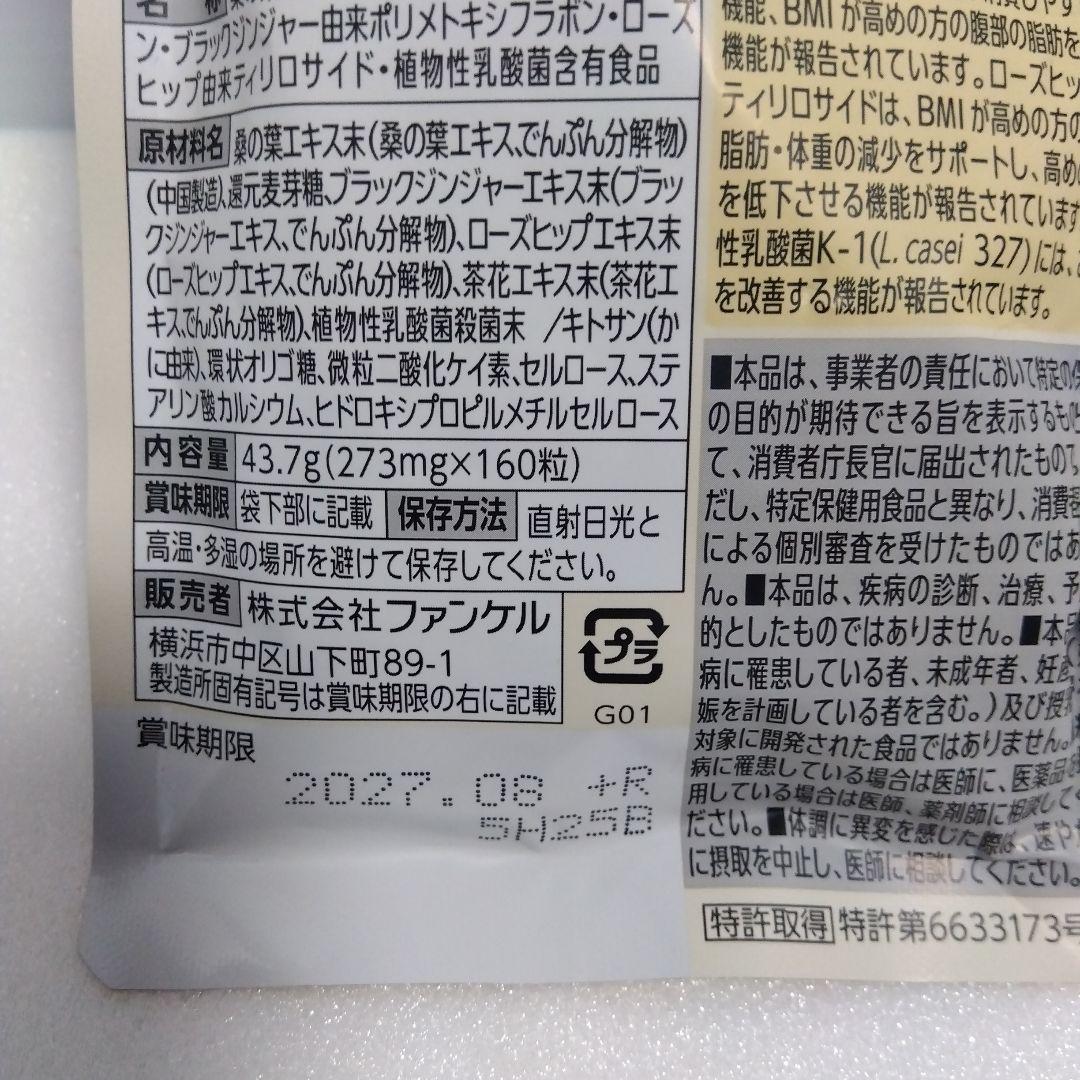 ン・ブラックジンジャー由来ポリメトキシフラボン・ローズ
ヒップ由来ティリロサイド・植物性乳酸菌含有食品
原材料名 桑の葉エキス末(桑の葉エキス、でんぷん分解物)
(中国製造)、還元麦芽糖、ブラックジンジャーエキス末(ブラッ
クジンジャーエキス、でんぷん分解物)、ローズヒップエキス末
(ローズヒップエキス、でんぷん分解物)、茶花エキス末(茶花エ
キス、でんぷん分解物)、植物性乳酸菌殺菌末 /キトサン(か
に由来)、環状オリゴ糖、微粒二酸化ケイ素、セルロース、ステ
アリン酸カルシウム、ヒドロキシプロピルメチルセルロース
内容量 43.7g(273mg×160粒)
賞味期限 袋下部に記載 保存方法 直射日光と
高温・多湿の場所を避けて保存してください。
販売者 株式会社ファンケル
横浜市中区山下町89-1
製造所固有記号は賞味期限の右に記載
プラ
G01
賞味期限
2027.08 +R
5H25B
機能、BMIが高めの方の腹部の脂肪を
機能が報告されています。ローズヒッ
ティリロサイドは、BMIが高めの方の
脂肪・体重の減少をサポートし、高め
を低下させる機能が報告されています
性乳酸菌K-1(L. casei 327)には、
を改善する機能が報告されています。
■本品は、事業者の責任において特定の
の目的が期待できる旨を表示するものと
て、消費者庁長官に届出されたもので
だし、特定保健用食品と異なり、消費者
による個別審査を受けたものではあ
ん。■本品は、疾病の診断、治療、予
的としたものではありません。■本品
病に罹患している者、未成年者、妊産
娠を計画している者を含む。)及び授
対象に開発された食品ではありません。
病に罹患している場合は医師に、医薬品
用している場合は医師、薬剤師に相談して
ださい。■体調に異変を感じた際は、速や
に摂取を中止し、医師に相談してください。
特許取得 特許第6633173号